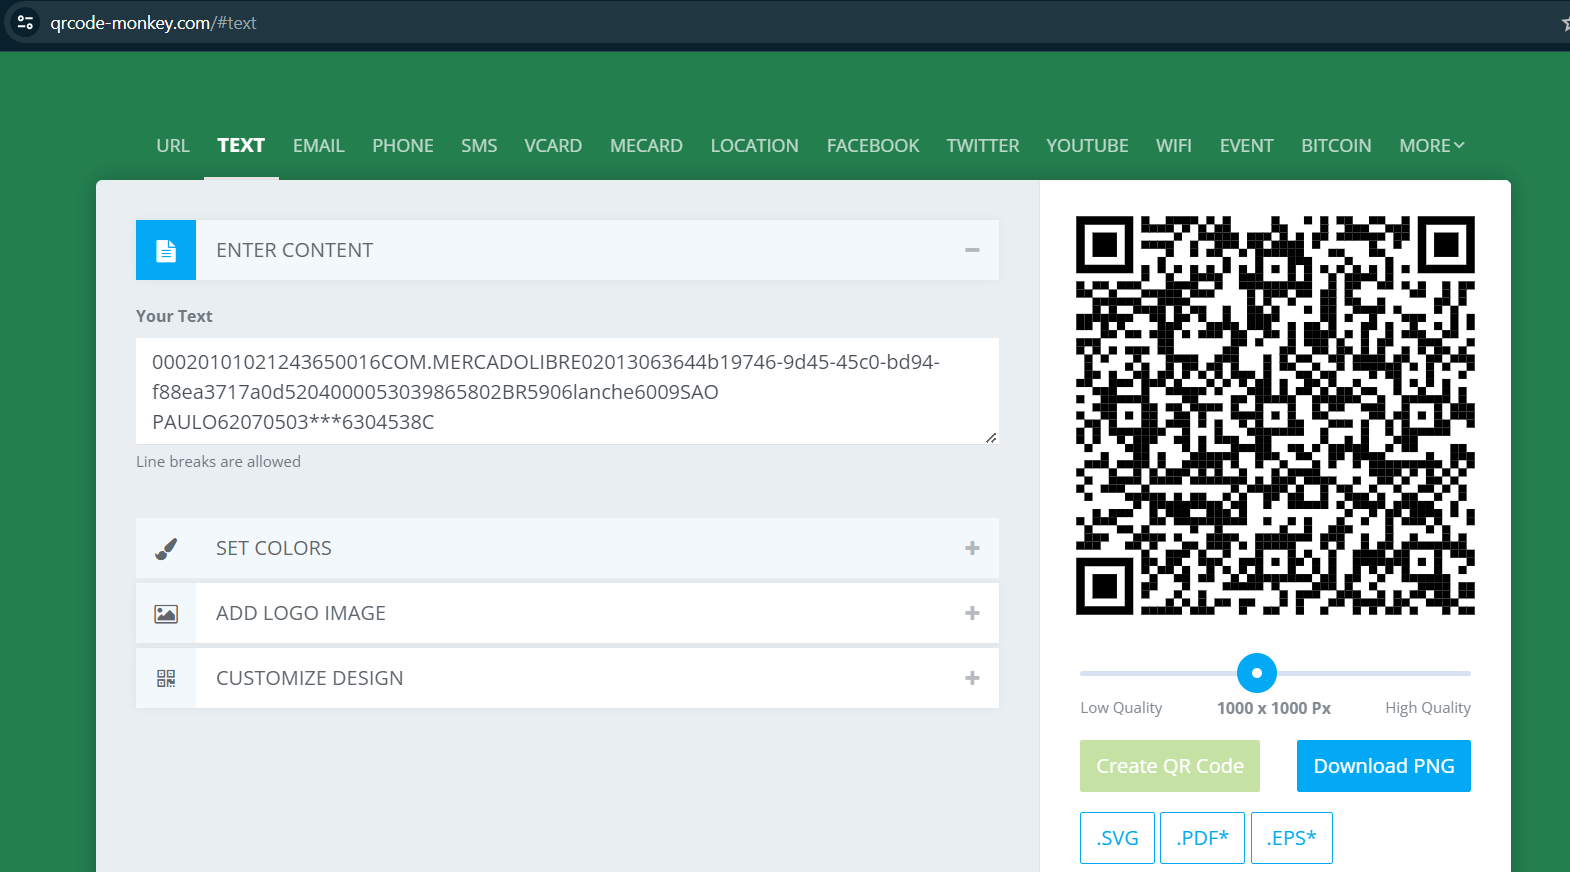 qrcode-monkey.com/#text
URL TEXT EMAIL PHONE SMS VCARD MECARD LOCATION FACEBOOK TWITTER YOUTUBE WIFI EVENT BITCOIN MORE
ENTER CONTENT
Your Text
00020101021243650016COM.MERCADOLIBRE02013063644b19746-9d45-45c0-bd94-
f88ea3717a0d5204000053039865802BR5906lanche6009SAO
PAULO62070503***6304538C
Line breaks are allowed
SET COLORS
ADD LOGO IMAGE
CUSTOMIZE DESIGN
Low Quality 1000 x 1000 Px High Quality
Create QR Code Download PNG
.SVG .PDF* .EPS*